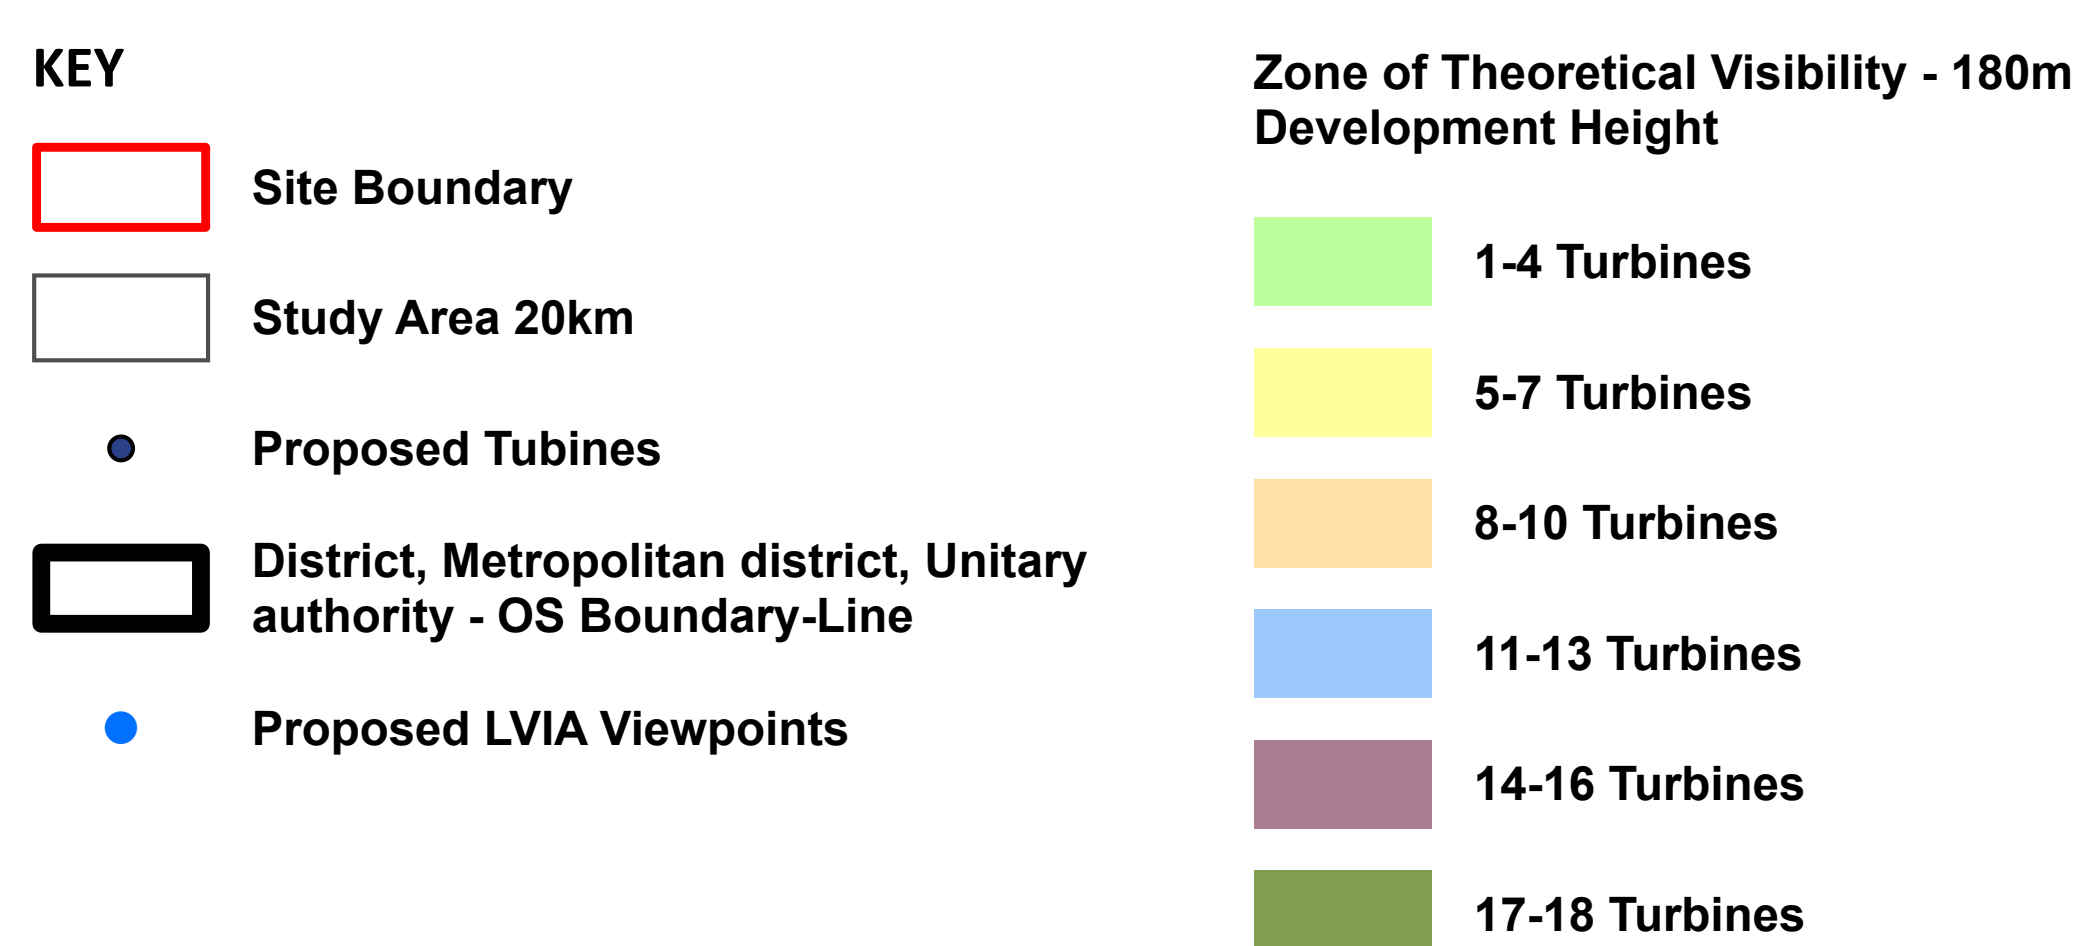 KEY
Site Boundary
Study Area 20km
Proposed Tubines
District, Metropolitan district, Unitary
authority - OS Boundary-Line
Proposed LVIA Viewpoints
Zone of Theoretical Visibility - 180m
Development Height
1-4 Turbines
5-7 Turbines
8-10 Turbines
11-13 Turbines
14-16 Turbines
17-18 Turbines